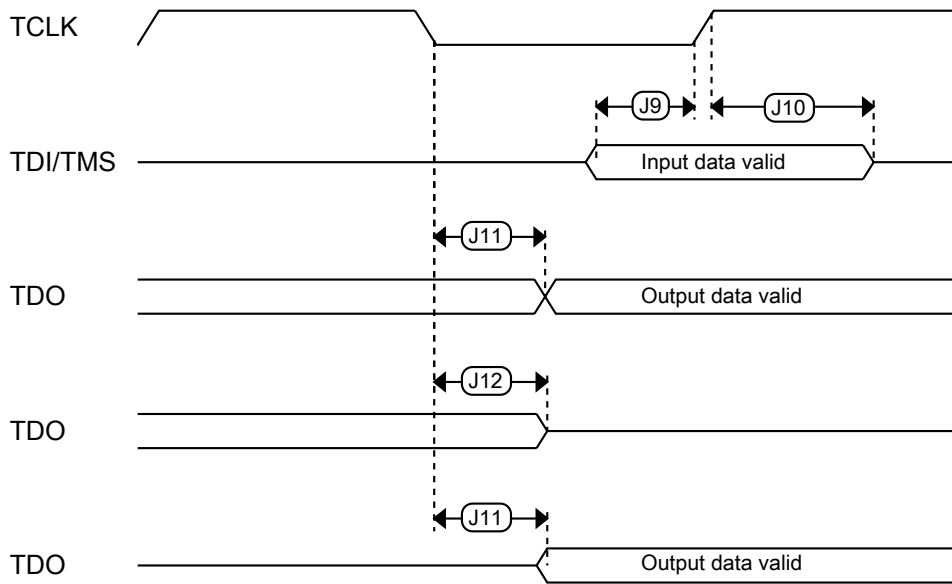 TCLK
J9
J10
TDI/TMS
Input data valid
J11
TDO
Output data valid
J12
TDO
J11
TDO
Output data valid